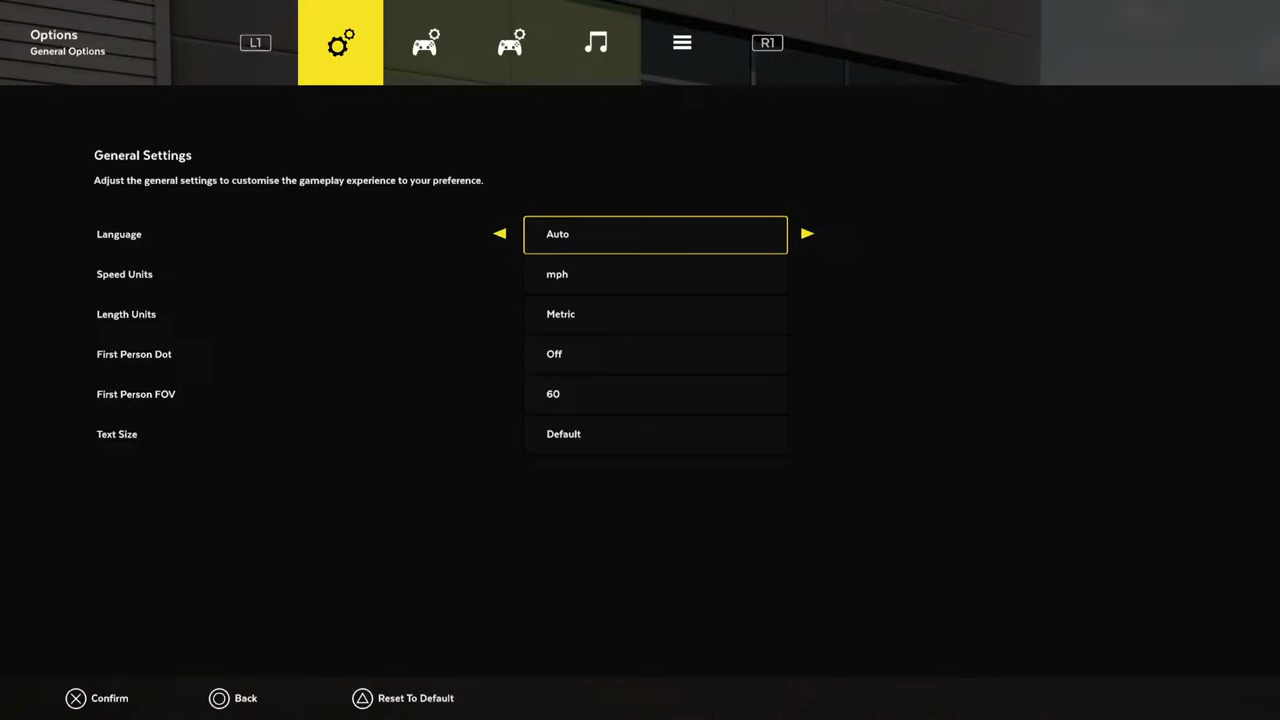 Options
General Options
L1
R1
General Settings
Adjust the general settings to customise the gameplay experience to your preference.
Language Auto
Speed Units mph
Length Units Metric
First Person Dot Off
First Person FOV 60
Text Size Default
Confirm Back Reset To Default